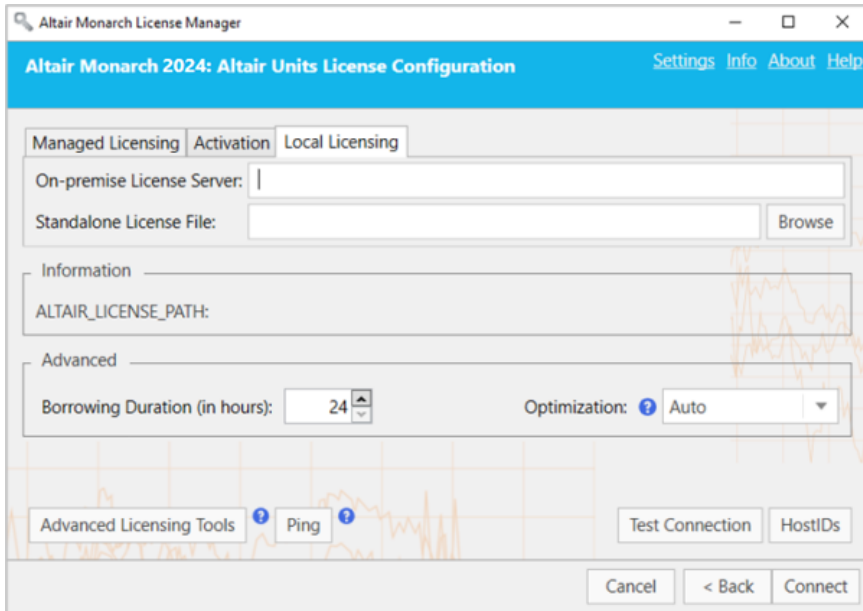 Altair Monarch License Manager
Altair Monarch 2024: Altair Units License Configuration
Settings Info About Help
Managed Licensing Activation Local Licensing
On-premise License Server:
Standalone License File: Browse
Information
ALTAIR_LICENSE_PATH:
Advanced
Borrowing Duration (in hours): 24 Optimization: ? Auto
Advanced Licensing Tools ? Ping ? Test Connection HostIDs
Cancel < Back Connect